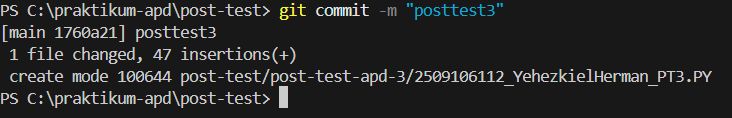 PS C:\praktikum-apd\post-test> git commit -m "posttest3"
[main 1760a21] posttest3
 1 file changed, 47 insertions(+)
 create mode 100644 post-test/post-test-apd-3/2509106112_YehezkielHerman_PT3.PY
PS C:\praktikum-apd\post-test>